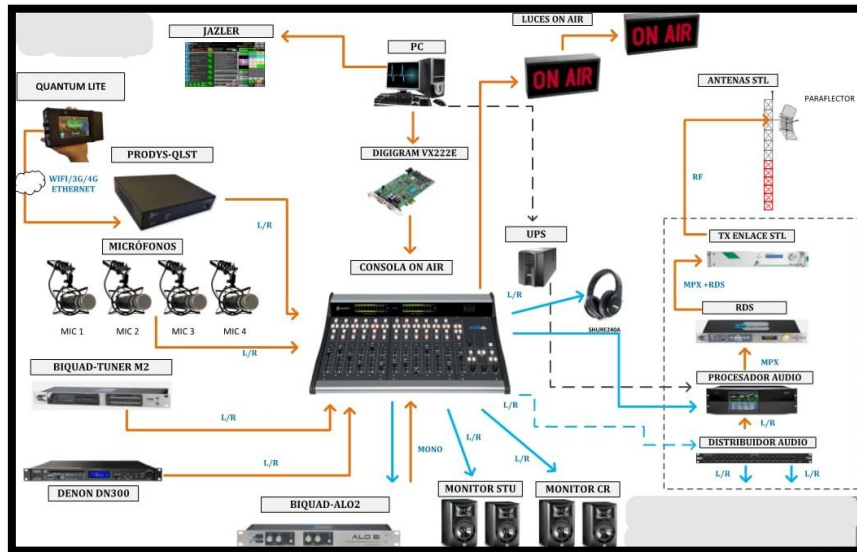 JAZLER
PC
LUCES ON AIR
ON AIR
ON AIR
QUANTUM LITE
ANTENAS STL
PARAFLECTOR
PRODYS-QLST
DIGIGRAM VX222E
WIFI/3G/4G
ETHERNET
RF
L/R
MICRÓFONOS
UPS
TX ENLACE STL
CONSOLA ON AIR
L/R
MPX +RDS
RDS
MIC 1
MIC 2
MIC 3
MIC 4
SHURE240A
L/R
MPX
BIQUAD-TUNER M2
PROCESADOR AUDIO
L/R
L/R
L/R
DISTRIBUIDOR AUDIO
L/R
MONO
L/R
L/R
L/R
L/R
DENON DN300
BIQUAD-ALO2
MONITOR STU
MONITOR CR
ALO 2